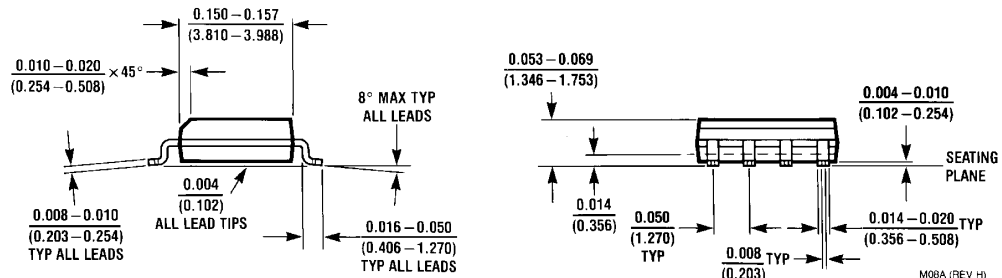 0.150 – 0.157
(3.810 – 3.988)
0.010 – 0.020 × 45°
(0.254 – 0.508)
8° MAX TYP
ALL LEADS
0.004
(0.102)
ALL LEAD TIPS
0.008 – 0.010
(0.203 – 0.254)
TYP ALL LEADS
0.016 – 0.050
(0.406 – 1.270)
TYP ALL LEADS
0.053 – 0.069
(1.346 – 1.753)
0.004 – 0.010
(0.102 – 0.254)
SEATING
PLANE
0.014
(0.356)
0.050
(1.270)
TYP
0.014 – 0.020 TYP
(0.356 – 0.508)
0.008 TYP
(0.203)
M08A (REV H)